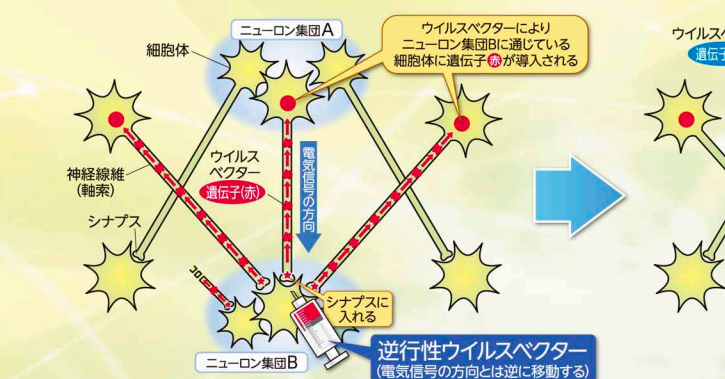 ニューロン集団A
細胞体
ウイルスベクターにより
ニューロン集団Bに通じている
細胞体に遺伝子赤が導入される
ウイルスベ
遺伝子
神経線維
(軸索)
ウイルス
ベクター
遺伝子(赤)
電気信号の方向
シナプス
コロコロ
シナプスに
入れる
ニューロン集団B
逆行性ウイルスベクター
(電気信号の方向とは逆に移動する)